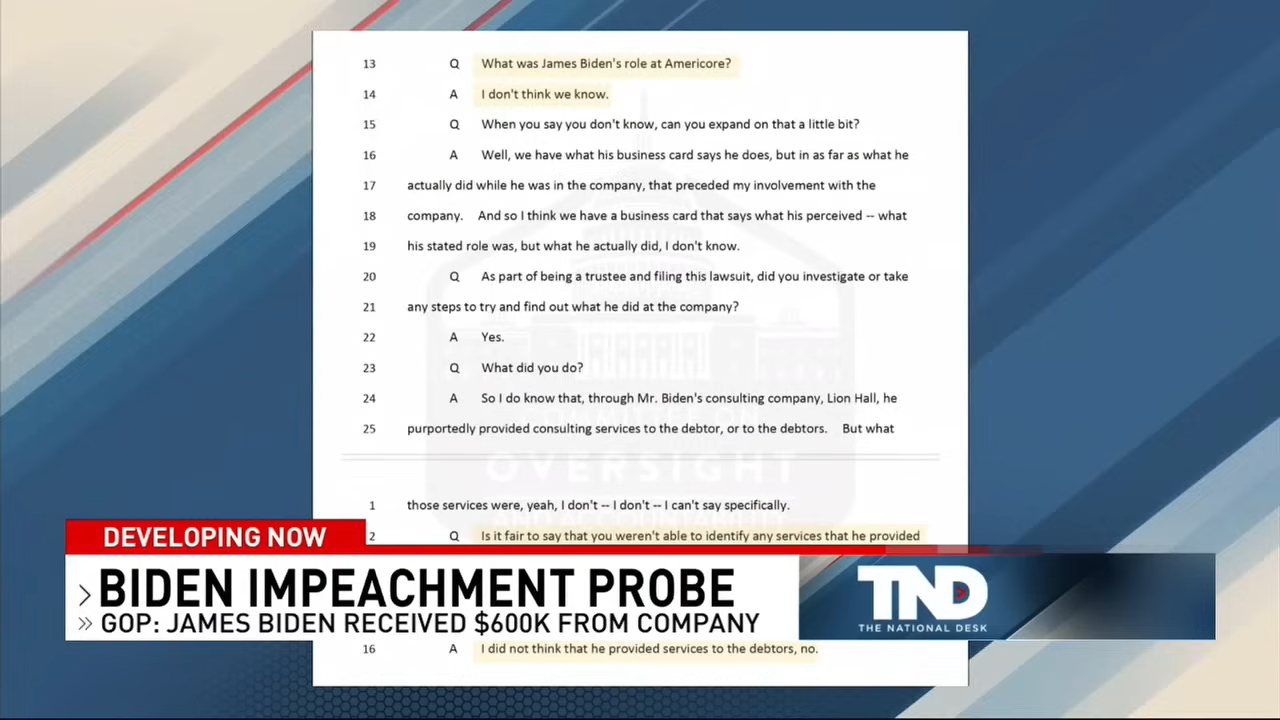 13 Q What was James Biden's role at Americore?
14 A I don't think we know.
15 Q When you say you don't know, can you expand on that a little bit?
16 A Well, we have what his business card says he does, but in as far as what he
17 actually did while he was in the company, that preceded my involvement with the
18 company. And so I think we have a business card that says what his perceived -- what
19 his stated role was, but what he actually did, I don't know.
20 Q As part of being a trustee and filing this lawsuit, did you investigate or take
21 any steps to try and find out what he did at the company?
22 A Yes.
23 Q What did you do?
24 A So I do know that, through Mr. Biden's consulting company, Lion Hall, he
COMMITTEE ON
25 purportedly provided consulting services to the debtor, or to the debtors. But what
OVERSIGHT
1 those services were, yeah, I don't -- I don't -- I can't say specifically.
2 Q Is it fair to say that you weren't able to identify any services that he provided
DEVELOPING NOW
> BIDEN IMPEACHMENT PROBE
» GOP: JAMES BIDEN RECEIVED $600K FROM COMPANY
TND
THE NATIONAL DESK
16 A I did not think that he provided services to the debtors, no.